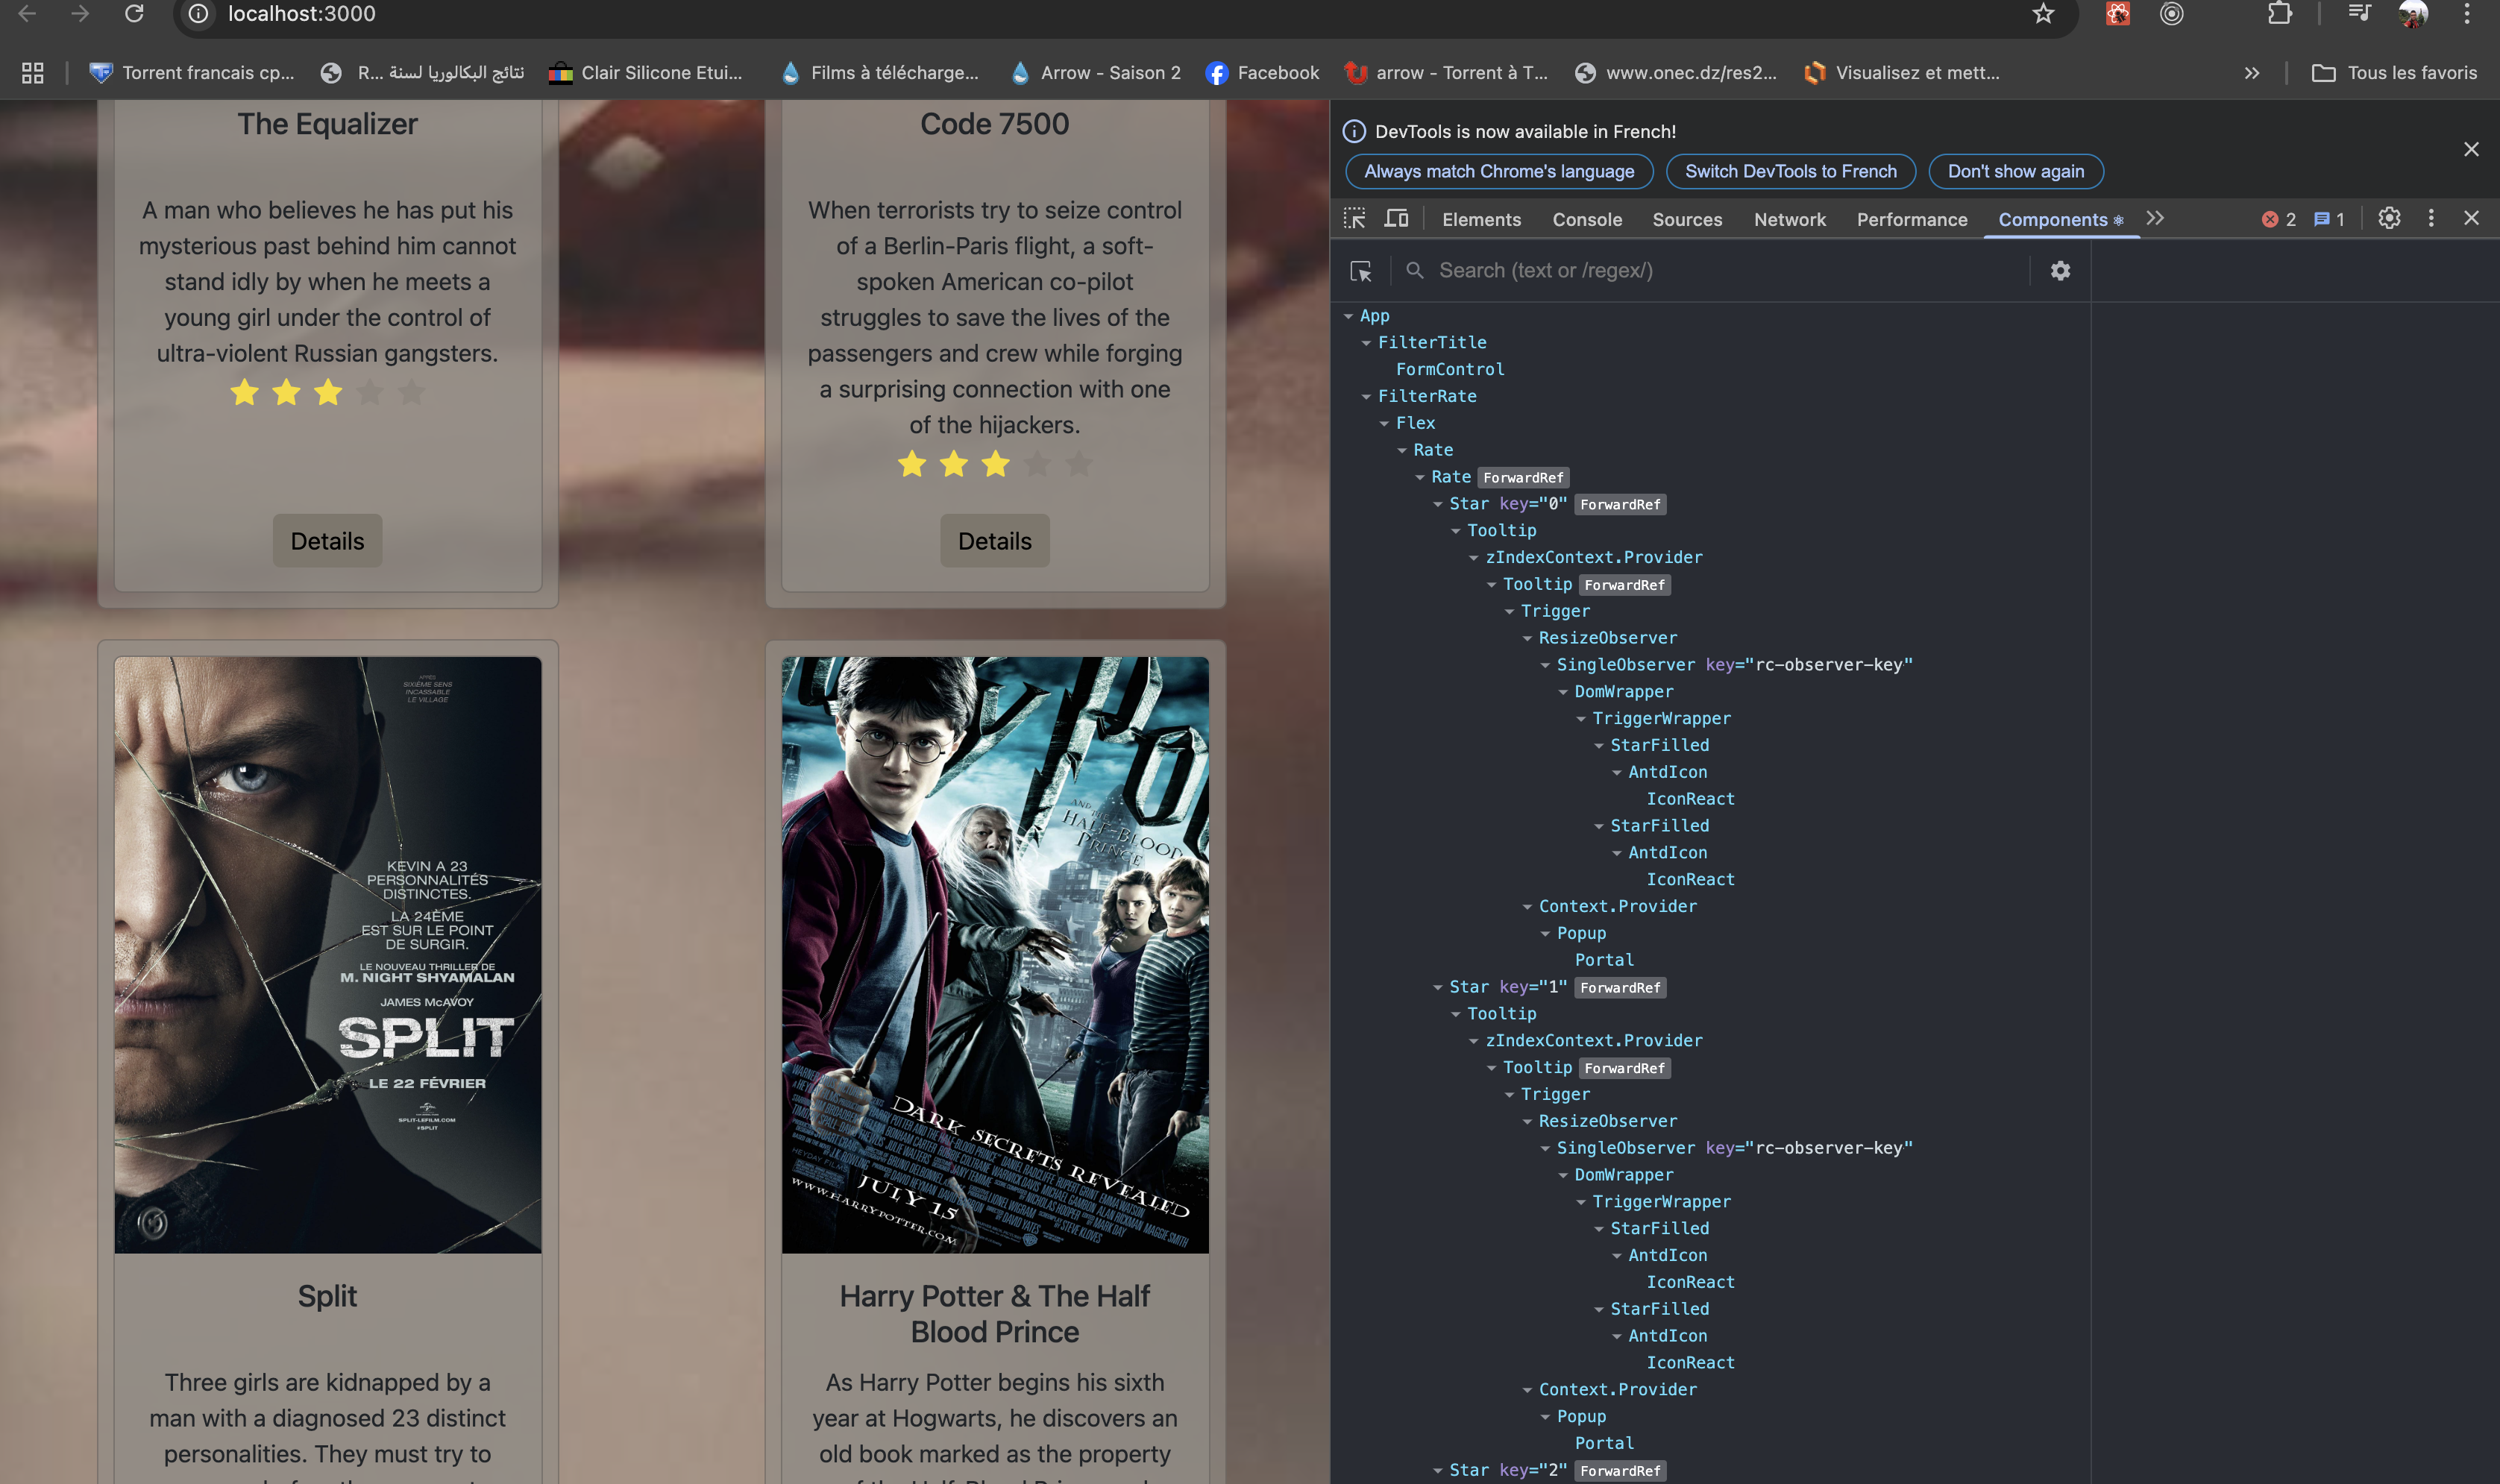 localhost:3000
Torrent francais cp...
نتائج البكالوريا لسنة ...R
Clair Silicone Etui...
Films à télécharge...
Arrow - Saison 2
Facebook
arrow - Torrent à T...
www.onec.dz/res2...
Visualisez et mett...
Tous les favoris
The Equalizer
A man who believes he has put his
mysterious past behind him cannot
stand idly by when he meets a
young girl under the control of
ultra-violent Russian gangsters.
Details
Code 7500
When terrorists try to seize control
of a Berlin-Paris flight, a soft-
spoken American co-pilot
struggles to save the lives of the
passengers and crew while forging
a surprising connection with one
of the hijackers.
Details
APRÈS
SIXIÈME SENS
INCASSABLE
LE VILLAGE
KEVIN A 23
PERSONNALITÉS
DISTINCTES.
LA 24ÈME
EST SUR LE POINT
DE SURGIR.
LE NOUVEAU THRILLER DE
M. NIGHT SHYAMALAN
JAMES McAVOY
SPLIT
LE 22 FÉVRIER
SPLIT-LEFILM.COM
#SPLIT
Split
Three girls are kidnapped by a
man with a diagnosed 23 distinct
personalities. They must try to
AND THE
HALF-BLOOD
PRINCE
DARK SECRETS REVEALED
JULY 15
WWW.HARRYPOTTER.COM
Harry Potter & The Half
Blood Prince
As Harry Potter begins his sixth
year at Hogwarts, he discovers an
old book marked as the property
DevTools is now available in French!
Always match Chrome's language
Switch DevTools to French
Don't show again
Elements
Console
Sources
Network
Performance
Components
2
1
Search (text or /regex/)
App
FilterTitle
FormControl
FilterRate
Flex
Rate
Rate ForwardRef
Star key="0" ForwardRef
Tooltip
zIndexContext.Provider
Tooltip ForwardRef
Trigger
ResizeObserver
SingleObserver key="rc-observer-key"
DomWrapper
TriggerWrapper
StarFilled
AntdIcon
IconReact
StarFilled
AntdIcon
IconReact
Context.Provider
Popup
Portal
Star key="1" ForwardRef
Tooltip
zIndexContext.Provider
Tooltip ForwardRef
Trigger
ResizeObserver
SingleObserver key="rc-observer-key"
DomWrapper
TriggerWrapper
StarFilled
AntdIcon
IconReact
StarFilled
AntdIcon
IconReact
Context.Provider
Popup
Portal
Star key="2" ForwardRef